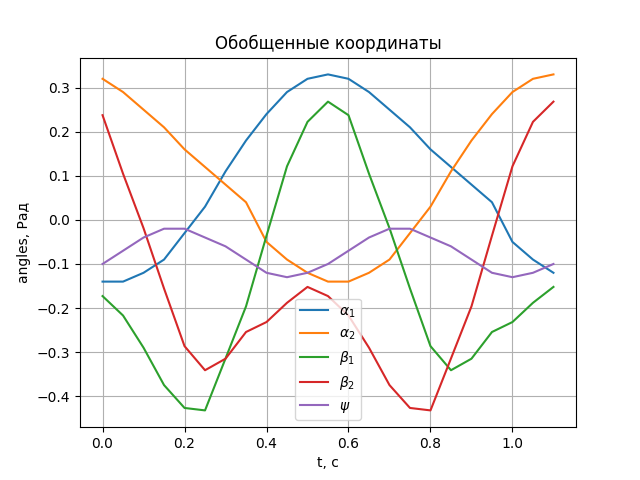 Обобщенные координаты
angles, Рад
0.3
0.2
0.1
0.0
−0.1
−0.2
−0.3
−0.4
α₁
α₂
β₁
β₂
ψ
0.0 0.2 0.4 0.6 0.8 1.0
t, c